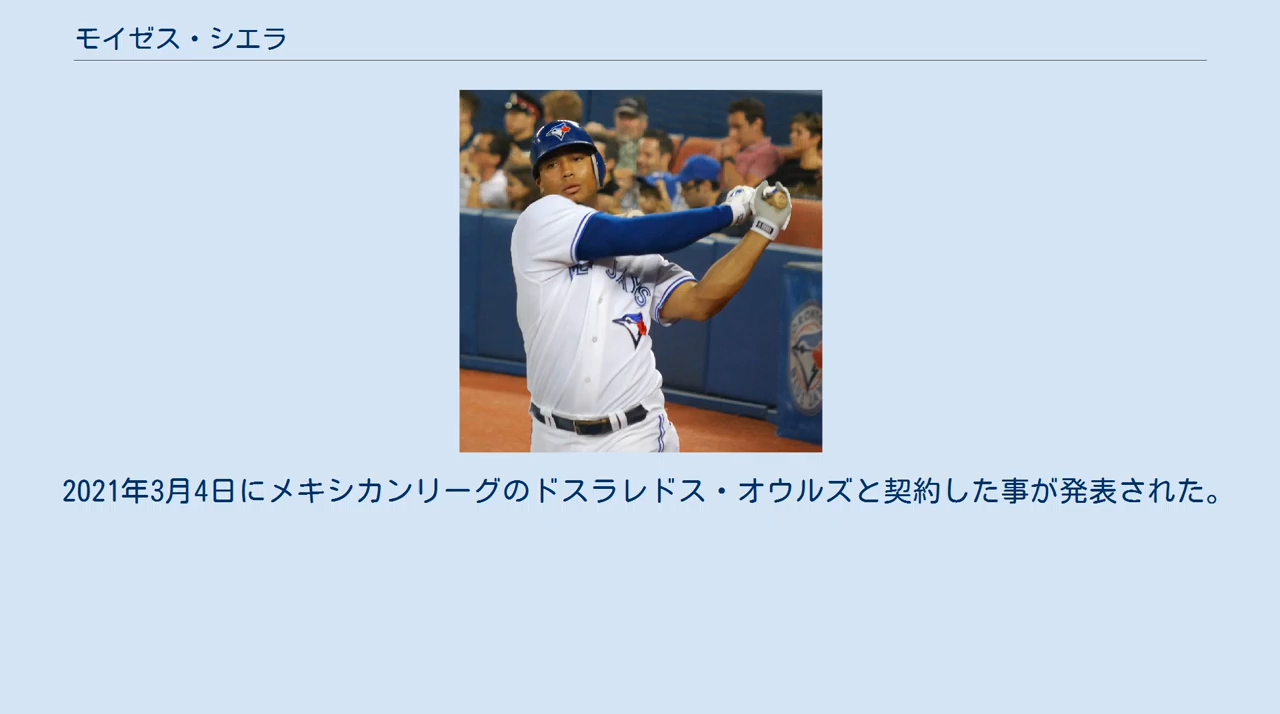 モイゼス・シエラ
JAYS
2021年3月4日にメキシカンリーグのドスラレドス・オウルズと契約した事が発表された。